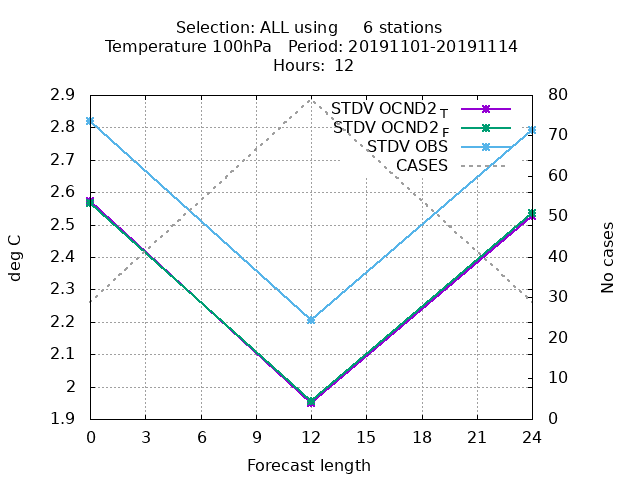 Selection: ALL using     6 stations
Temperature 100hPa   Period: 20191101-20191114
Hours: 12
STDV OCND2 T
STDV OCND2 F
STDV OBS
CASES
2.9
2.8
2.7
2.6
2.5
2.4
2.3
2.2
2.1
2
1.9
80
70
60
50
40
30
20
10
0
deg C
No cases
0 3 6 9 12 15 18 21 24
Forecast length